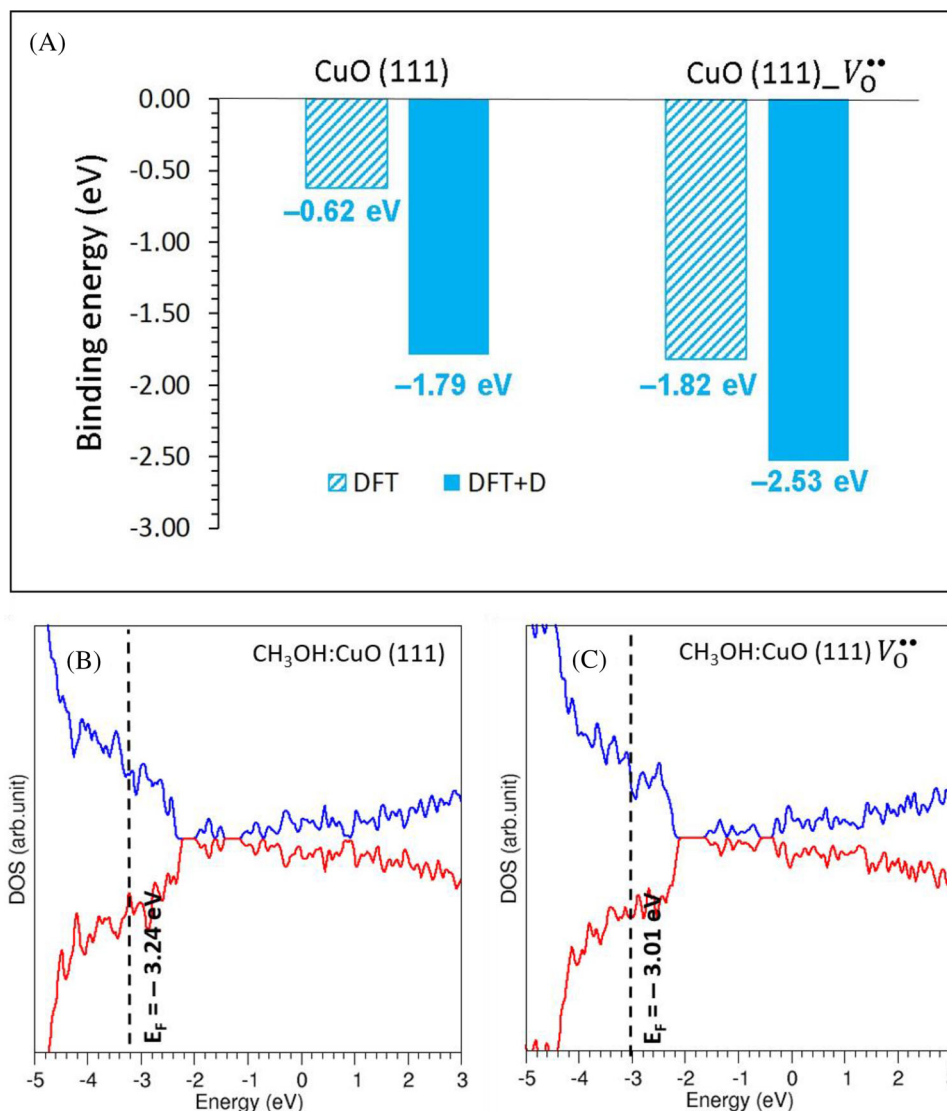 (A)
CuO (111)
CuO (111)_ V_O^••
Binding energy (eV)
0.00
-0.50
-1.00
-1.50
-2.00
-2.50
-3.00
–0.62 eV
–1.79 eV
–1.82 eV
–2.53 eV
DFT
DFT+D
(B)
CH₃OH:CuO (111)
DOS (arb.unit)
E_F = – 3.24 eV
-5 -4 -3 -2 -1 0 1 2 3
Energy (eV)
(C)
CH₃OH:CuO (111) V_O^••
DOS (arb.unit)
E_F = – 3.01 eV
-5 -4 -3 -2 -1 0 1 2 3
Energy (eV)